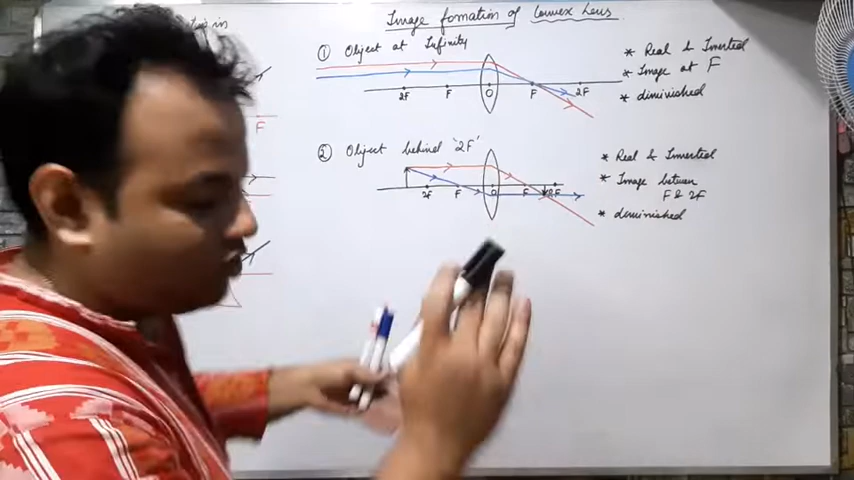 Image fomation of Convex Lens
① Object at Infinity
2F F O F 2F
* Real & Inverted
* Image at F
* diminished
F
② Object behind '2F'
2F F O F 2F
* Real & Inverted
* Image between
F & 2F
* diminished